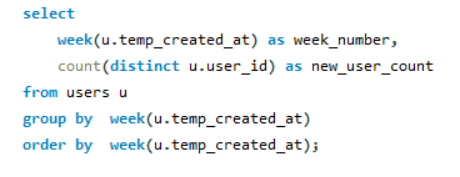 select
    week(u.temp_created_at) as week_number,
    count(distinct u.user_id) as new_user_count
from users u
group by  week(u.temp_created_at)
order by  week(u.temp_created_at);